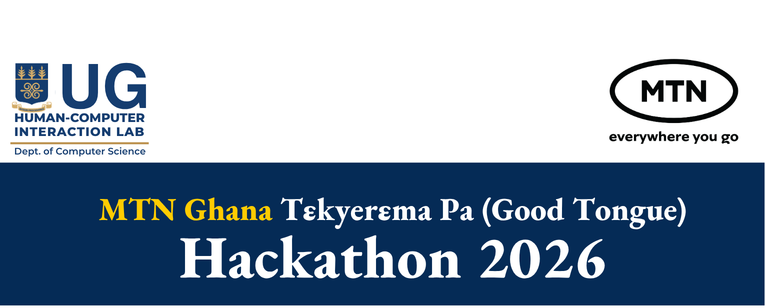 UG
HUMAN-COMPUTER
INTERACTION LAB
Dept. of Computer Science
MTN
everywhere you go
MTN Ghana Tɛkyerɛma Pa (Good Tongue)
Hackathon 2026